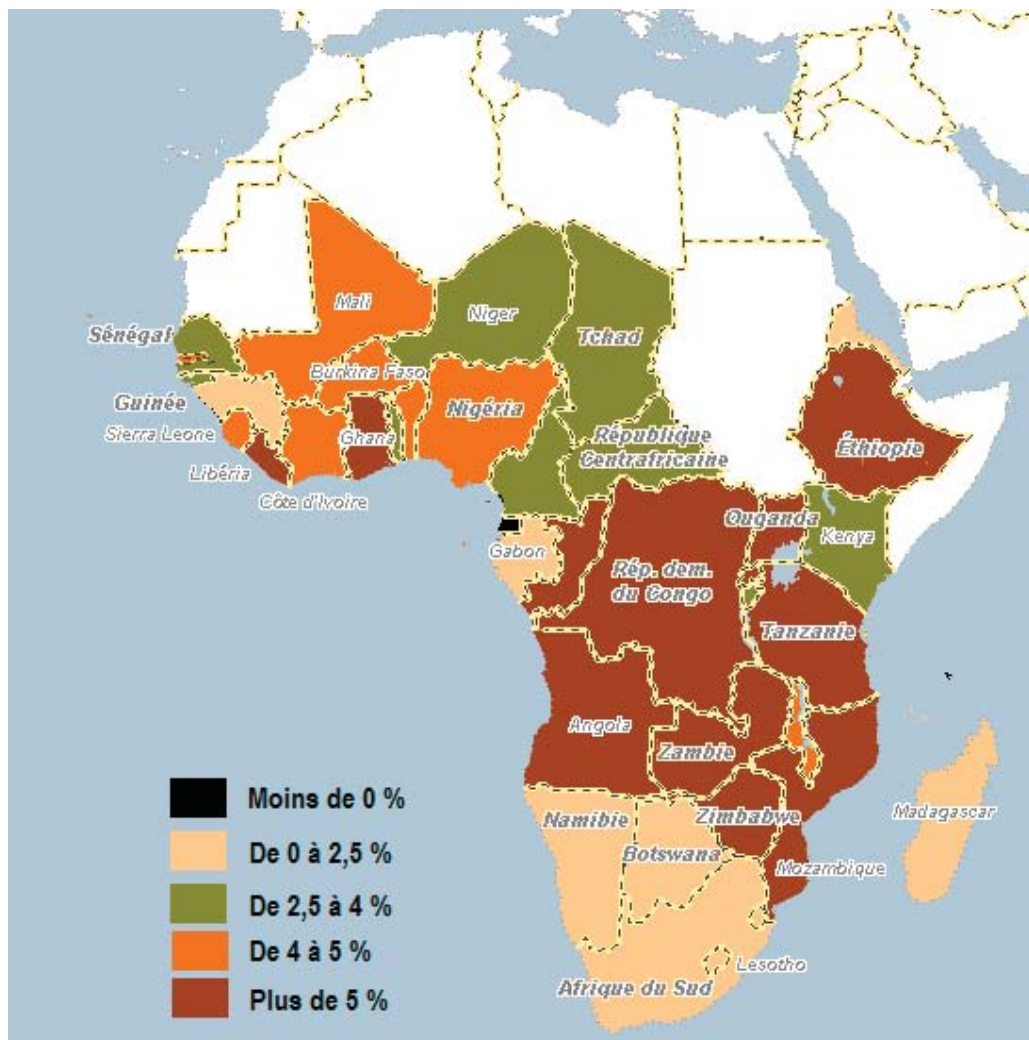 Mali
Niger
Tchad
Sénégal
Burkina Faso
Guinée
Nigéria
Sierra Leone
Ghana
République
Centrafricaine
Éthiopie
Libéria
Côte d'Ivoire
Ouganda
Kenya
Gabon
Rép. dem.
du Congo
Tanzanie
Angola
Zambie
Moins de 0 %
Namibie
Zimbabwe
Madagascar
De 0 à 2,5 %
Botswana
Mozambique
De 2,5 à 4 %
De 4 à 5 %
Lesotho
Afrique du Sud
Plus de 5 %